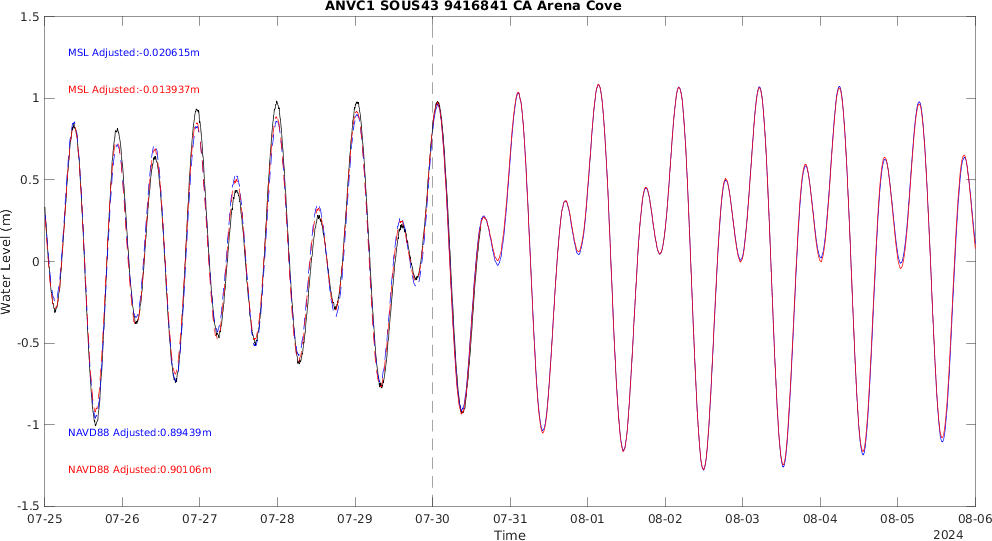 ANVC1 SOUS43 9416841 CA Arena Cove
1.5
MSL Adjusted:-0.020615m
MSL Adjusted:-0.013937m
1
0.5
0
-0.5
-1
-1.5
Water Level (m)
NAVD88 Adjusted:0.89439m
NAVD88 Adjusted:0.90106m
07-25 07-26 07-27 07-28 07-29 07-30 07-31 08-01 08-02 08-03 08-04 08-05 08-06
Time
2024